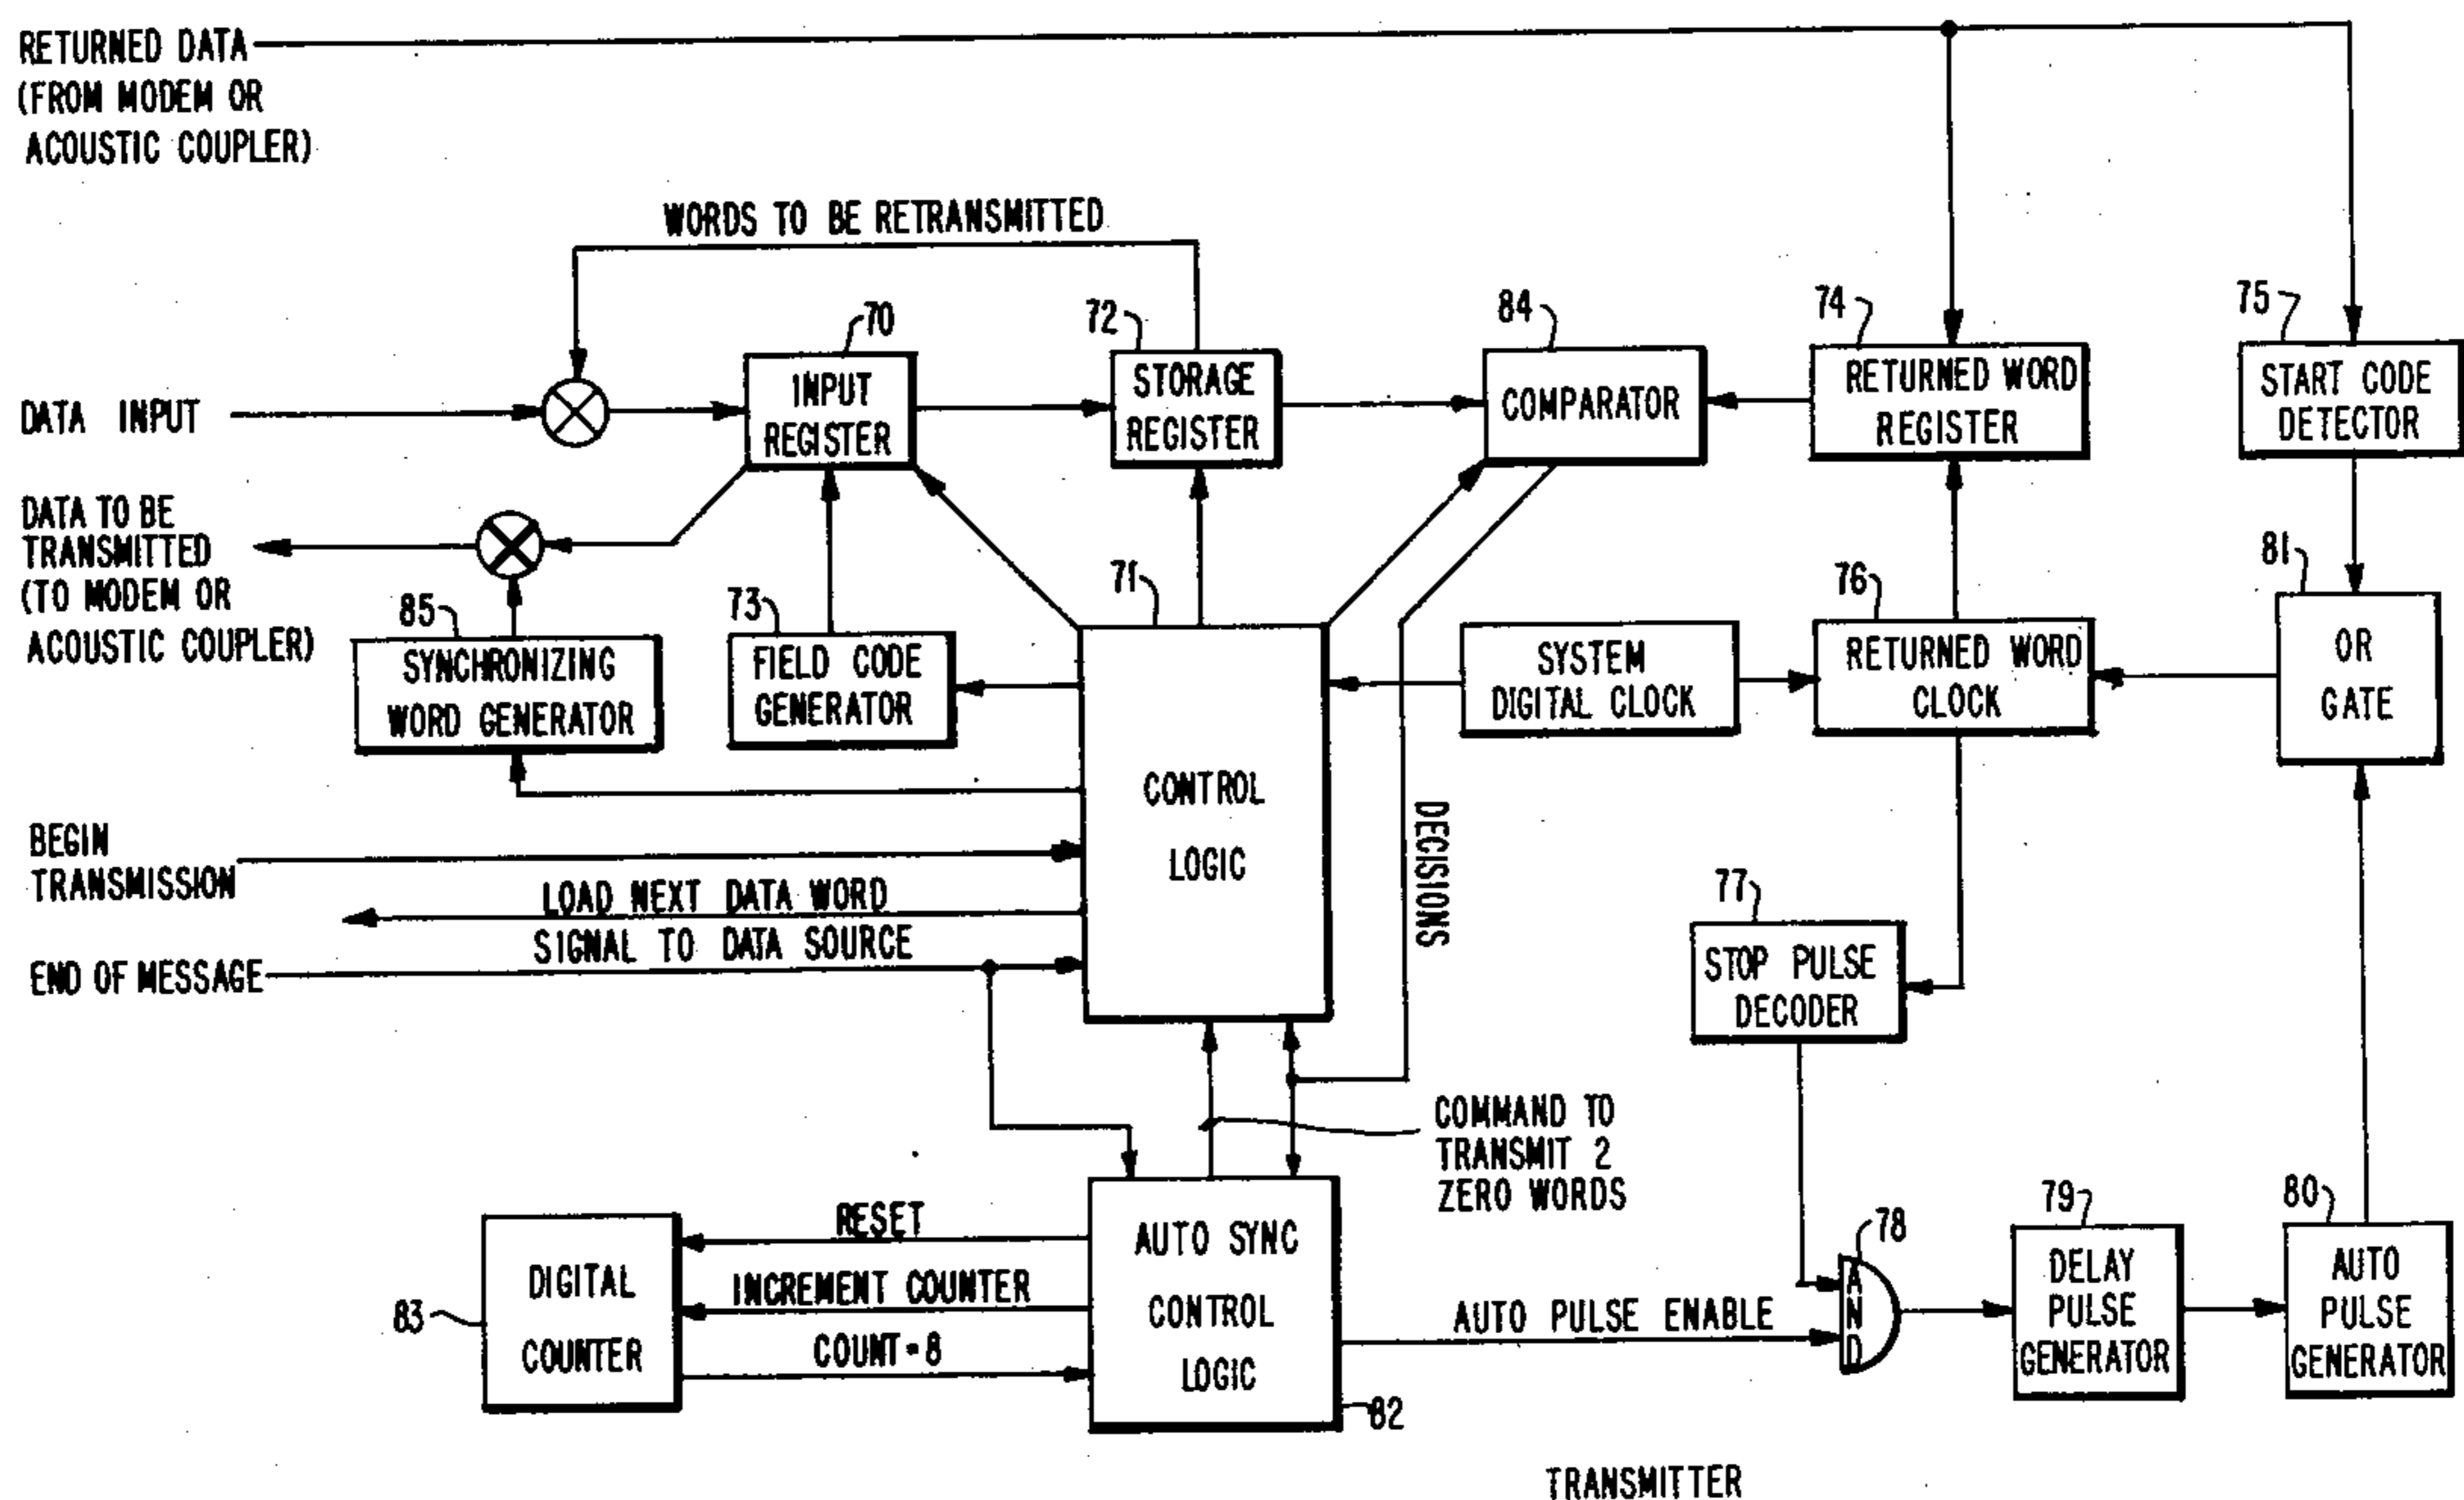 RETURNED DATA
(FROM MODEM OR
ACOUSTIC COUPLER)
WORDS TO BE RETRANSMITTED
70
72
84
74
75
DATA INPUT
INPUT
REGISTER
STORAGE
REGISTER
COMPARATOR
RETURNED WORD
REGISTER
START CODE
DETECTOR
DATA TO BE
TRANSMITTED
(TO MODEM OR
ACOUSTIC COUPLER)
85
73
71
76
81
SYNCHRONIZING
WORD GENERATOR
FIELD CODE
GENERATOR
SYSTEM
DIGITAL CLOCK
RETURNED WORD
CLOCK
OR
GATE
CONTROL
LOGIC
DECISIONS
BEGIN
TRANSMISSION
LOAD NEXT DATA WORD
SIGNAL TO DATA SOURCE
END OF MESSAGE
77
STOP PULSE
DECODER
COMMAND TO
TRANSMIT 2
ZERO WORDS
83
DIGITAL
COUNTER
RESET
INCREMENT COUNTER
COUNT=8
AUTO SYNC
CONTROL
LOGIC
82
AUTO PULSE ENABLE
78
AND
79
DELAY
PULSE
GENERATOR
80
AUTO
PULSE
GENERATOR
TRANSMITTER